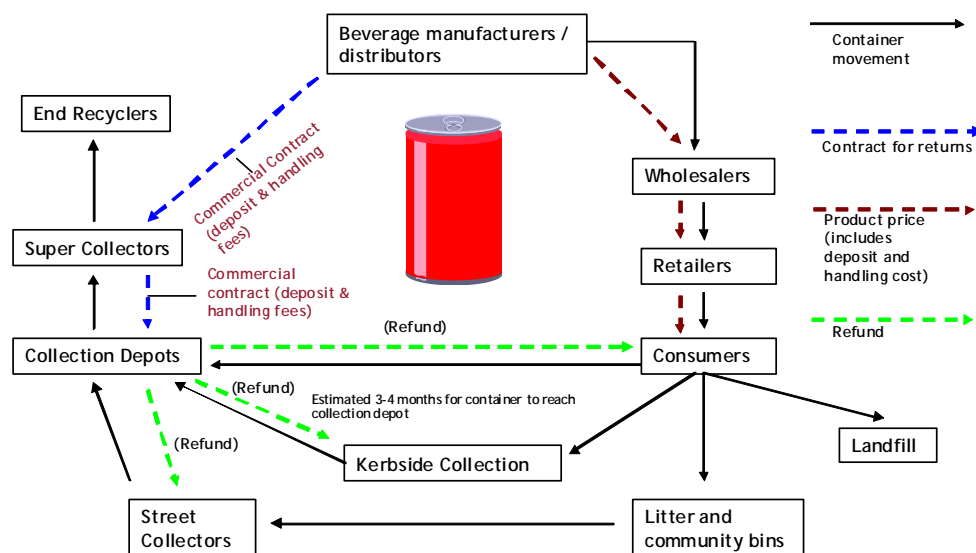 Beverage manufacturers /
distributors
Container
movement
End Recyclers
Contract for returns
Commercial Contract
(deposit & handling
fees)
Wholesalers
Product price
(includes
deposit and
handling cost)
Super Collectors
Retailers
Commercial
contract (deposit &
handling fees)
(Refund)
Refund
Collection Depots
Consumers
(Refund)
Estimated 3-4 months for container to reach
collection depot
(Refund)
Landfill
Kerbside Collection
Street
Collectors
Litter and
community bins